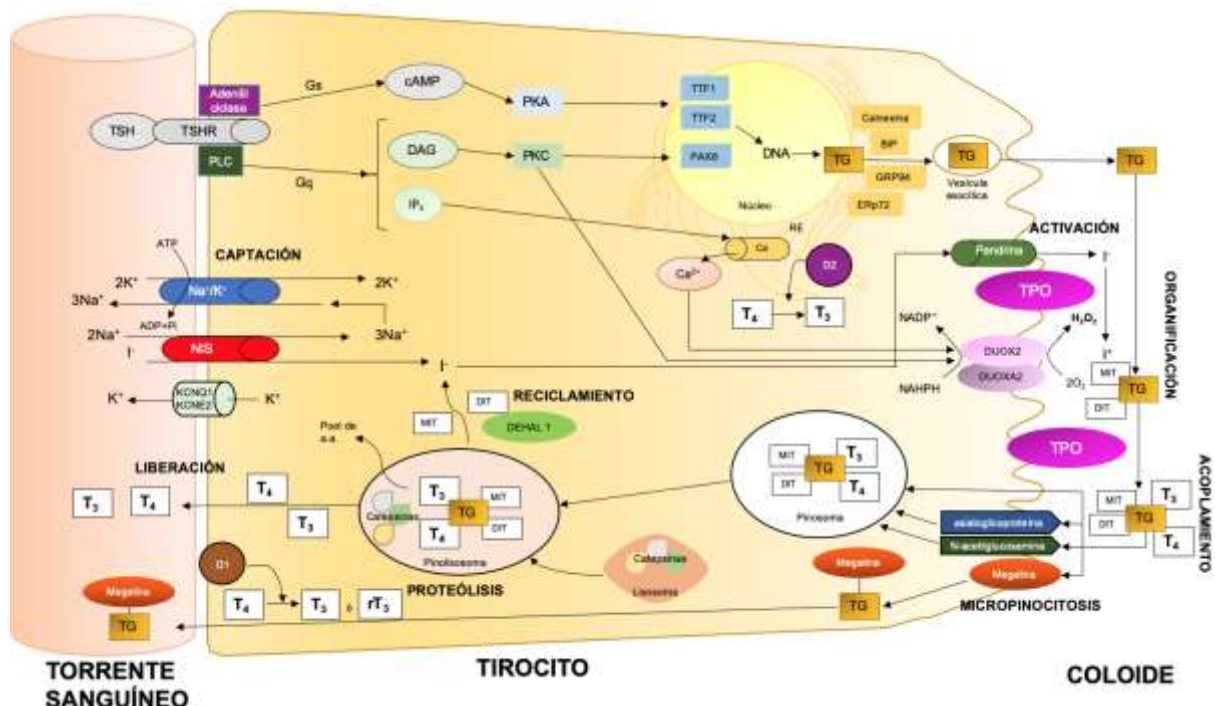 Adenilil
ciclasa
Gs
cAMP
PKA
TSH
TSHR
PLC
Gq
DAG
PKC
IP₃
TTF1
TTF2
PAX8
DNA
TG
Núcleo
Calnexina
BiP
GRP94
ERp72
TG
Vesícula
exocítica
TG
RE
Ca
Ca²⁺
D2
T₄
T₃
ACTIVACIÓN
Pendrina
I⁻
TPO
ORGANIFICACIÓN
NADP⁺
H₂O₂
DUOX2
DUOXA2
NAHPH
2O₂
I⁺
MIT
TG
DIT
TPO
ACOPLAMIENTO
MIT
T₃
DIT
TG
T₄
ATP
CAPTACIÓN
2K⁺
Na⁺/K⁺
2K⁺
3Na⁺
ADP+Pi
3Na⁺
2Na⁺
I⁻
NIS
I⁻
K⁺
KCNQ1
KCNE2
K⁺
RECICLAMIENTO
DIT
MIT
DEHAL 1
Pool de
a.a.
LIBERACIÓN
T₃
T₄
T₄
T₃
T₃
MIT
Catepsinas
TG
T₄
DIT
Pinolisosoma
PROTEÓLISIS
Catepsinas
Lisosoma
MIT
T₃
TG
DIT
T₄
Pinosoma
asialoglicoproteína
N-acetilglucosamina
Megalina
MICROPINOCITOSIS
Megalina
TG
D1
T₄
T₃
ó
rT₃
Megalina
TG
TORRENTE
SANGUÍNEO
TIROCITO
COLOIDE